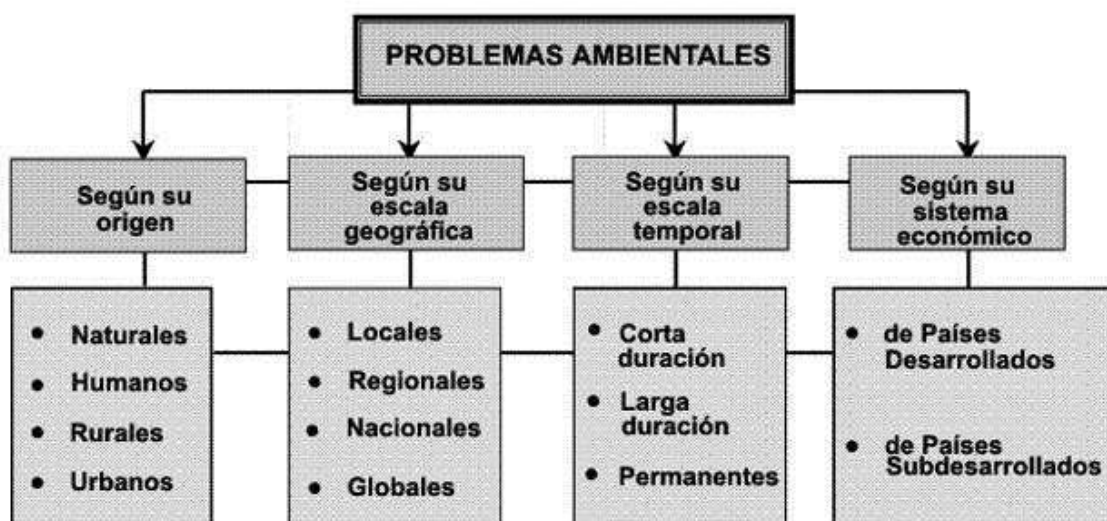 PROBLEMAS AMBIENTALES
Según su
origen
Según su
escala
geográfica
Según su
escala
temporal
Según su
sistema
económico
• Naturales
• Humanos
• Rurales
• Urbanos
• Locales
• Regionales
• Nacionales
• Globales
• Corta
duración
• Larga
duración
• Permanentes
• de Países
Desarrollados
• de Países
Subdesarrollados